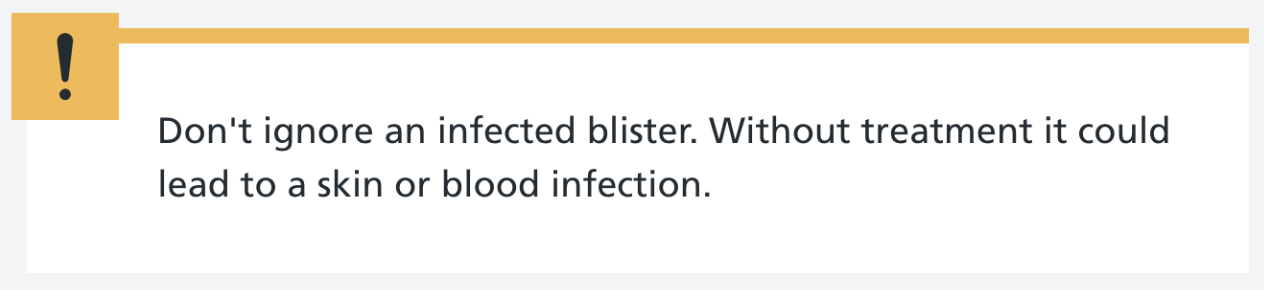 !
Don't ignore an infected blister. Without treatment it could
lead to a skin or blood infection.